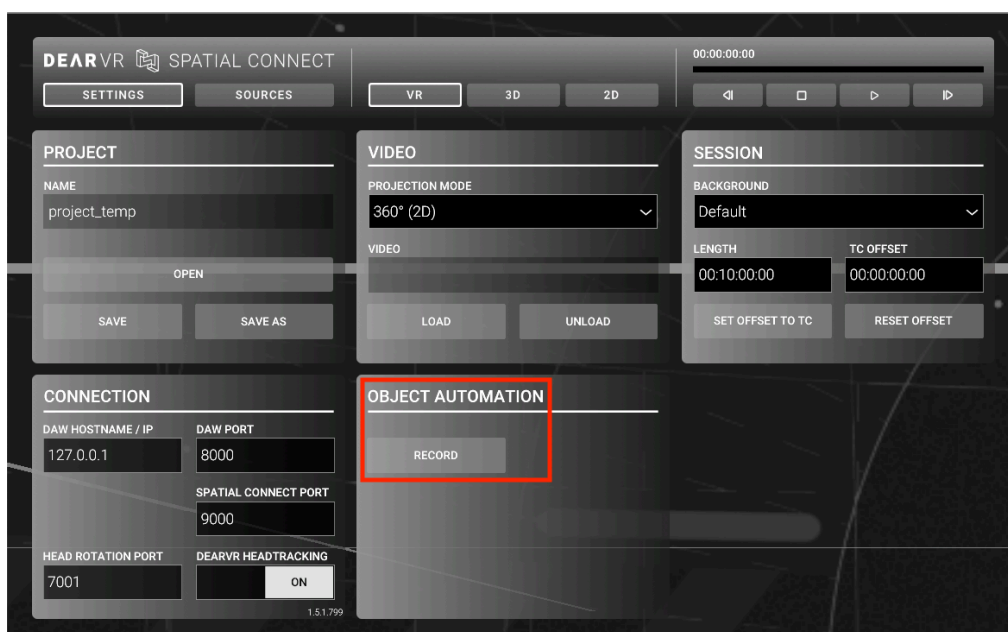 DEARVR SPATIAL CONNECT
SETTINGS
SOURCES
VR
3D
2D
00:00:00:00
PROJECT
NAME
project_temp
OPEN
SAVE
SAVE AS
VIDEO
PROJECTION MODE
360° (2D)
VIDEO
LOAD
UNLOAD
SESSION
BACKGROUND
Default
LENGTH
TC OFFSET
00:10:00:00
00:00:00:00
SET OFFSET TO TC
RESET OFFSET
CONNECTION
DAW HOSTNAME / IP
DAW PORT
127.0.0.1
8000
SPATIAL CONNECT PORT
9000
HEAD ROTATION PORT
DEARVR HEADTRACKING
7001
ON
1.5.1.799
OBJECT AUTOMATION
RECORD